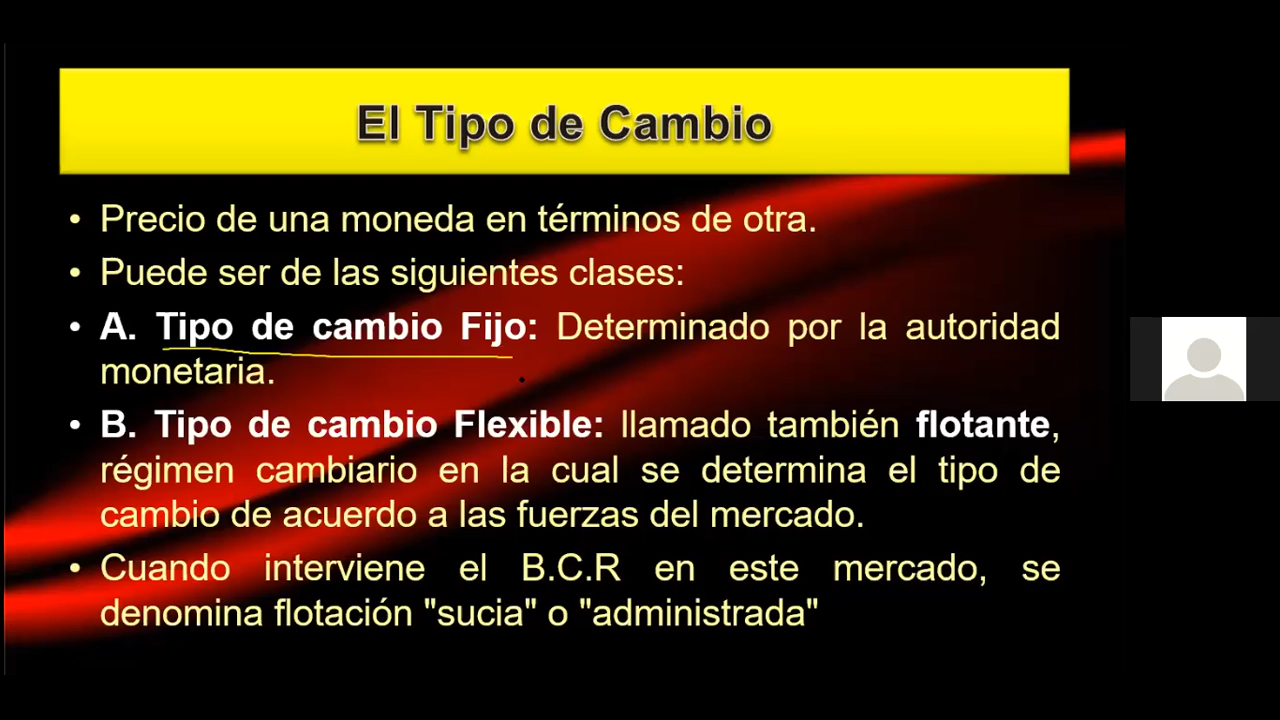 El Tipo de Cambio
• Precio de una moneda en términos de otra.
• Puede ser de las siguientes clases:
• A. Tipo de cambio Fijo: Determinado por la autoridad
monetaria.
• B. Tipo de cambio Flexible: llamado también flotante,
régimen cambiario en la cual se determina el tipo de
cambio de acuerdo a las fuerzas del mercado.
• Cuando interviene el B.C.R en este mercado, se
denomina flotación "sucia" o "administrada"